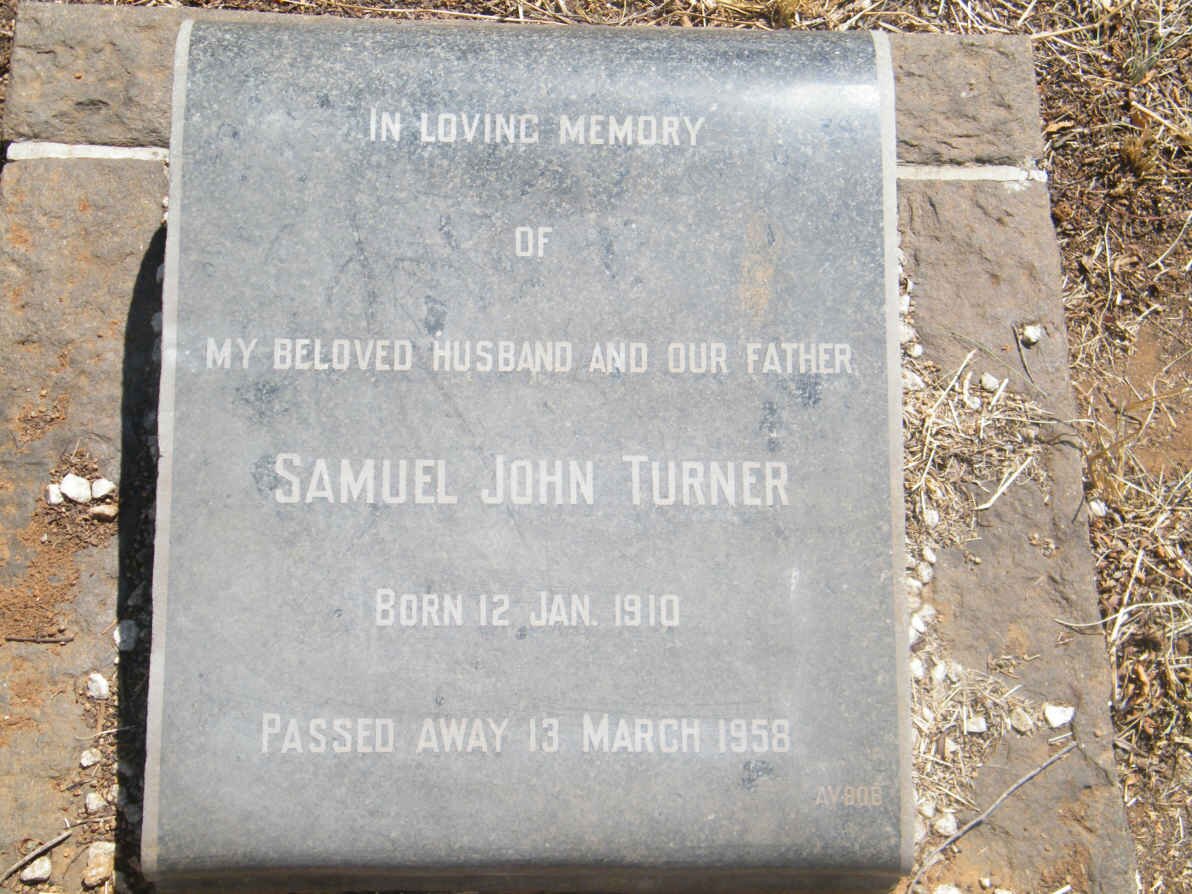 In Loving Memory
of
my beloved husband and our father
Samuel John Turner
Born 12 Jan. 1910
Passed away 13 March 1958